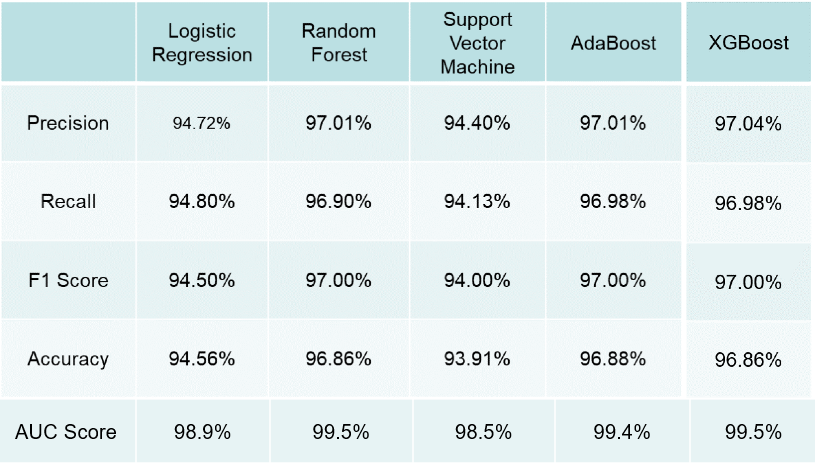 Logistic Regression Random Forest Support Vector Machine AdaBoost XGBoost
Precision 94.72% 97.01% 94.40% 97.01% 97.04%
Recall 94.80% 96.90% 94.13% 96.98% 96.98%
F1 Score 94.50% 97.00% 94.00% 97.00% 97.00%
Accuracy 94.56% 96.86% 93.91% 96.88% 96.86%
AUC Score 98.9% 99.5% 98.5% 99.4% 99.5%